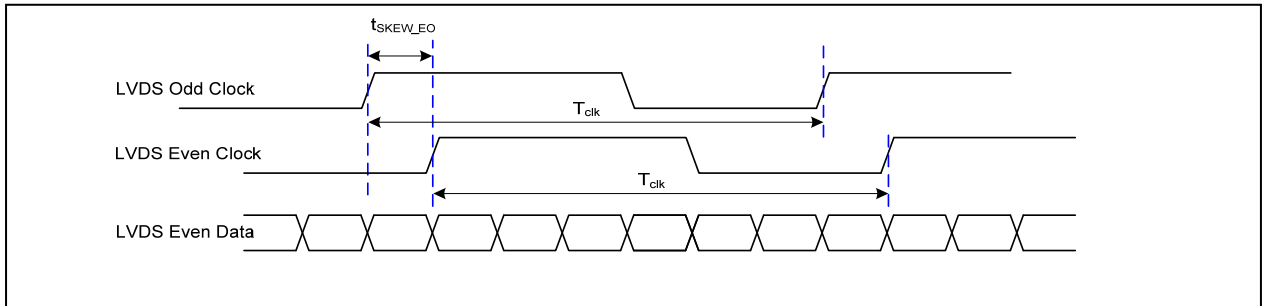 tSKEW_EO
LVDS Odd Clock
Tclk
LVDS Even Clock
Tclk
LVDS Even Data